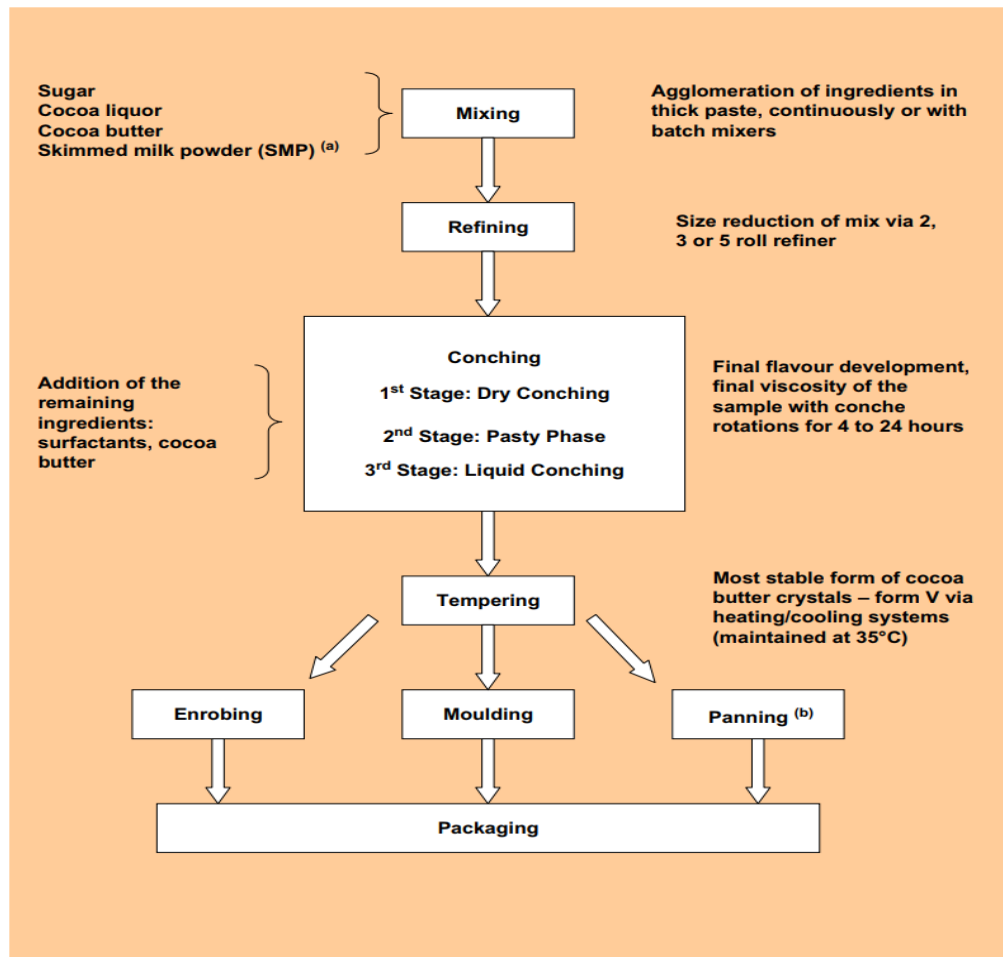 Sugar
Cocoa liquor
Cocoa butter
Skimmed milk powder (SMP) (a)
Mixing
Agglomeration of ingredients in
thick paste, continuously or with
batch mixers
Refining
Size reduction of mix via 2,
3 or 5 roll refiner
Addition of the
remaining
ingredients:
surfactants, cocoa
butter
Conching
1st Stage: Dry Conching
2nd Stage: Pasty Phase
3rd Stage: Liquid Conching
Final flavour development,
final viscosity of the
sample with conche
rotations for 4 to 24 hours
Tempering
Most stable form of cocoa
butter crystals – form V via
heating/cooling systems
(maintained at 35°C)
Enrobing
Moulding
Panning (b)
Packaging